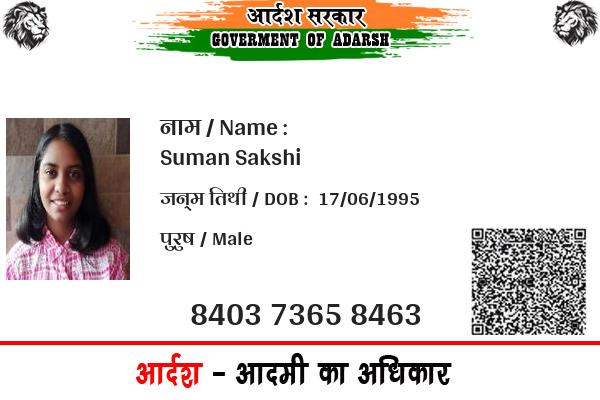 आर्दश सरकार
GOVERMENT OF ADARSH
नाम / Name :
Suman Sakshi
जन्‌म तिथी / DOB : 17/06/1995
पुरुष / Male
8403 7365 8463
आर्दश - आदमी का अधिकार